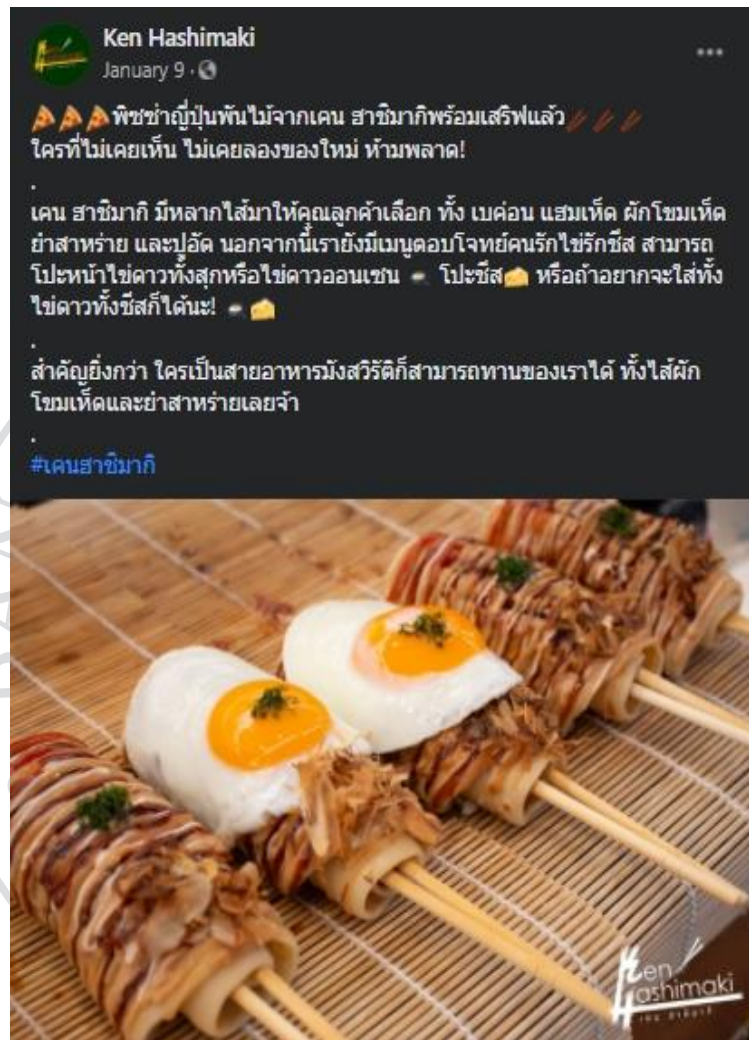 Ken Hashimaki
January 9
🍕🍕🍕พิซซ่าญี่ปุ่นพันไม้จากเคน ฮาชิมากิพร้อมเสริฟแล้ว🥢🥢🥢
ใครที่ไม่เคยเห็น ไม่เคยลองของใหม่ ห้ามพลาด!
.
เคน ฮาชิมากิ มีหลากไส้มาให้คุณลูกค้าเลือก ทั้ง เบค่อน แฮมเห็ด ผักโขมเห็ด
ยำสาหร่าย และปูอัด นอกจากนี้เรายังมีเมนูตอบโจทย์คนรักไข่รักชีส สามารถ
โปะหน้าไข่ดาวทั้งสุกหรือไข่ดาวออนเซน 🍳 โปะชีส🧀 หรือถ้าอยากจะใส่ทั้ง
ไข่ดาวทั้งชีสก็ได้นะ! 🍳🧀
.
สำคัญยิ่งกว่า ใครเป็นสายอาหารมังสวิรัติก็สามารถทานของเราได้ ทั้งไส้ผัก
โขมเห็ดและยำสาหร่ายเลยจ้า
.
#เคนฮาชิมากิ
Ken
Hashimaki
เคน ฮาชิมากิ